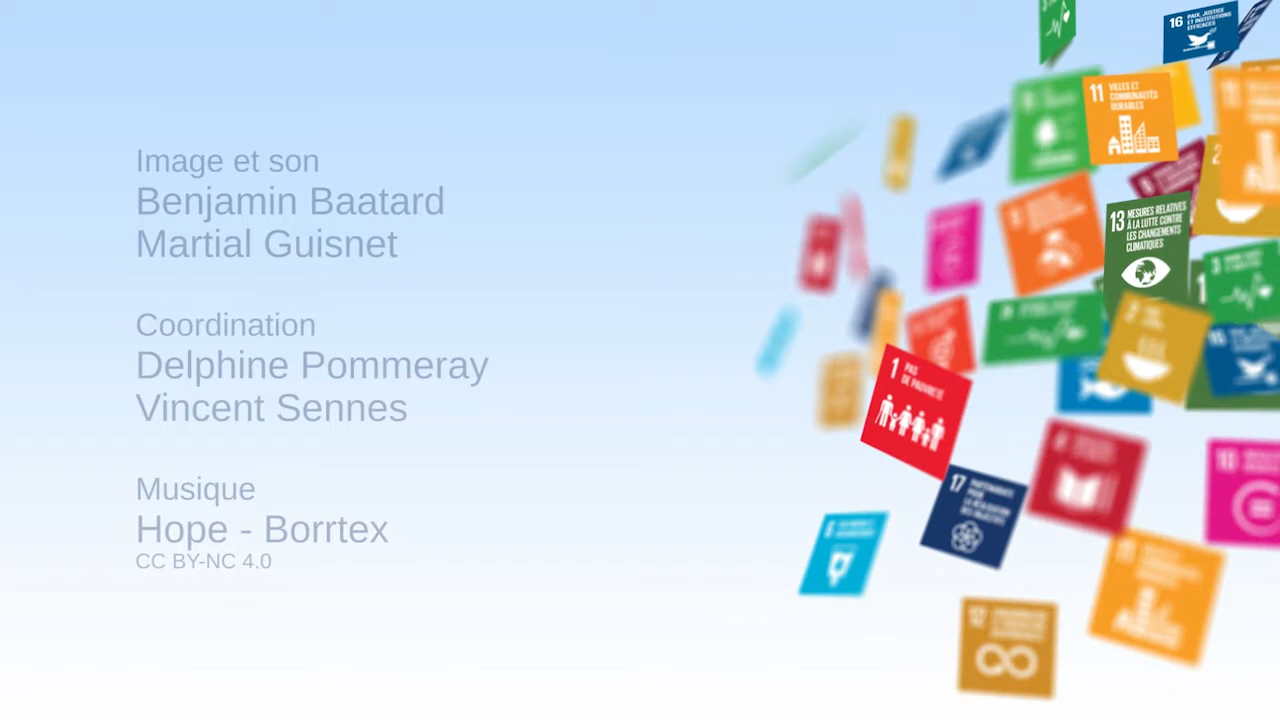 Image et son
Benjamin Baatard
Martial Guisnet
Coordination
Delphine Pommeray
Vincent Sennes
Musique
Hope - Borrtex
CC BY-NC 4.0
16 PAIX, JUSTICE
ET INSTITUTIONS
EFFICACES
11 VILLES ET
COMMUNAUTÉS
DURABLES
13 MESURES RELATIVES
À LA LUTTE CONTRE
LES CHANGEMENTS
CLIMATIQUES
1 PAS
DE PAUVRETÉ
17 PARTENARIATS
POUR
LA RÉALISATION
DES OBJECTIFS